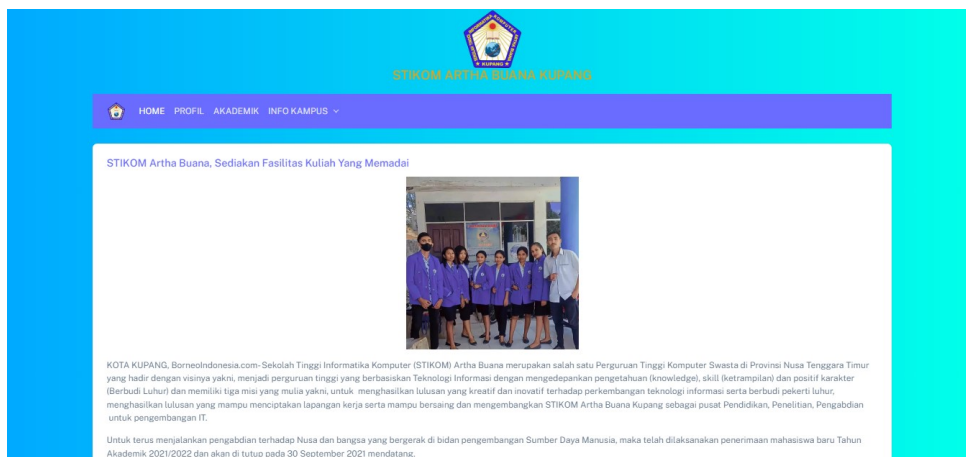 KUPANG
STIKOM ARTHA BUANA KUPANG
HOME PROFIL AKADEMIK INFO KAMPUS
STIKOM Artha Buana, Sediakan Fasilitas Kuliah Yang Memadai
KOTA KUPANG, BorneoIndonesia.com- Sekolah Tinggi Informatika Komputer (STIKOM) Artha Buana merupakan salah satu Perguruan Tinggi Komputer Swasta di Provinsi Nusa Tenggara Timur
yang hadir dengan visinya yakni, menjadi perguruan tinggi yang berbasiskan Teknologi Informasi dengan mengedepankan pengetahuan (knowledge), skill (ketrampilan) dan positif karakter
(Berbudi Luhur) dan memiliki tiga misi yang mulia yakni, untuk menghasilkan lulusan yang kreatif dan inovatif terhadap perkembangan teknologi informasi serta berbudi pekerti luhur,
menghasilkan lulusan yang mampu menciptakan lapangan kerja serta mampu bersaing dan mengembangkan STIKOM Artha Buana Kupang sebagai pusat Pendidikan, Penelitian, Pengabdian
untuk pengembangan IT.
Untuk terus menjalankan pengabdian terhadap Nusa dan bangsa yang bergerak di bidan pengembangan Sumber Daya Manusia, maka telah dilaksanakan penerimaan mahasiswa baru Tahun
Akademik 2021/2022 dan akan di tutup pada 30 September 2021 mendatang.